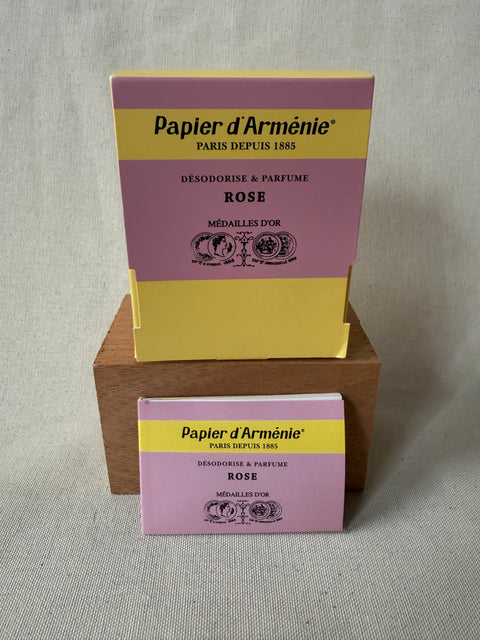 Papier d'Arménie®
PARIS DEPUIS 1885
DÉSODORISE & PARFUME
ROSE
MÉDAILLES D'OR
Papier d'Arménie®
PARIS DEPUIS 1885
DÉSODORISE & PARFUME
ROSE
MÉDAILLES D'OR